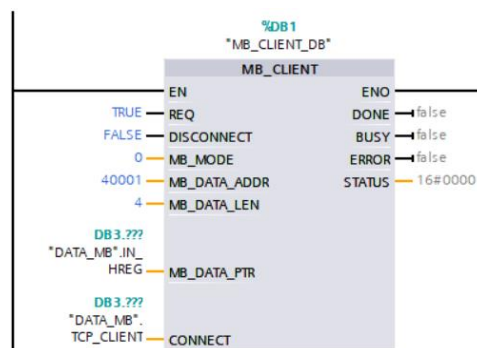 %DB1
"MB_CLIENT_DB"
MB_CLIENT
EN ENO
TRUE REQ DONE false
FALSE DISCONNECT BUSY false
0 MB_MODE ERROR false
40001 MB_DATA_ADDR STATUS 16#0000
4 MB_DATA_LEN
DB3.???
"DATA_MB".IN_
HREG MB_DATA_PTR
DB3.???
"DATA_MB".
TCP_CLIENT CONNECT